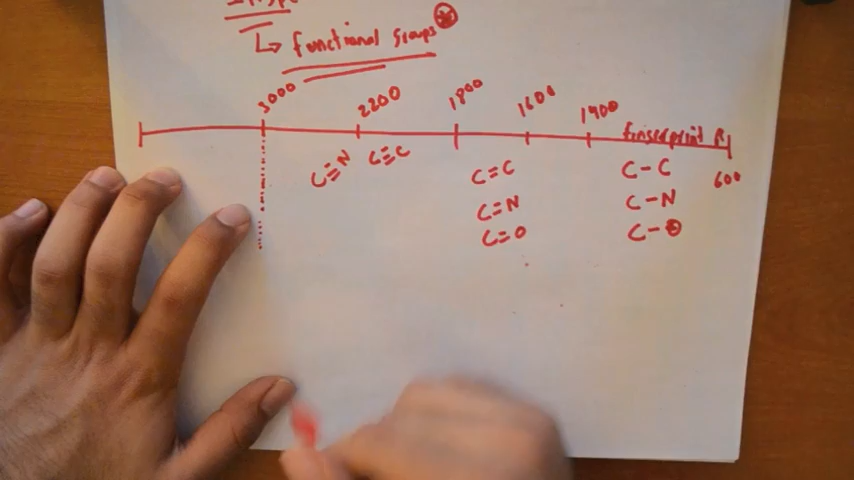 functional groups
3000 2200 1800 1600 1400
fingerprint R
C≡N C≡C C=C C-C 600
C=N C-N
C=O C-O